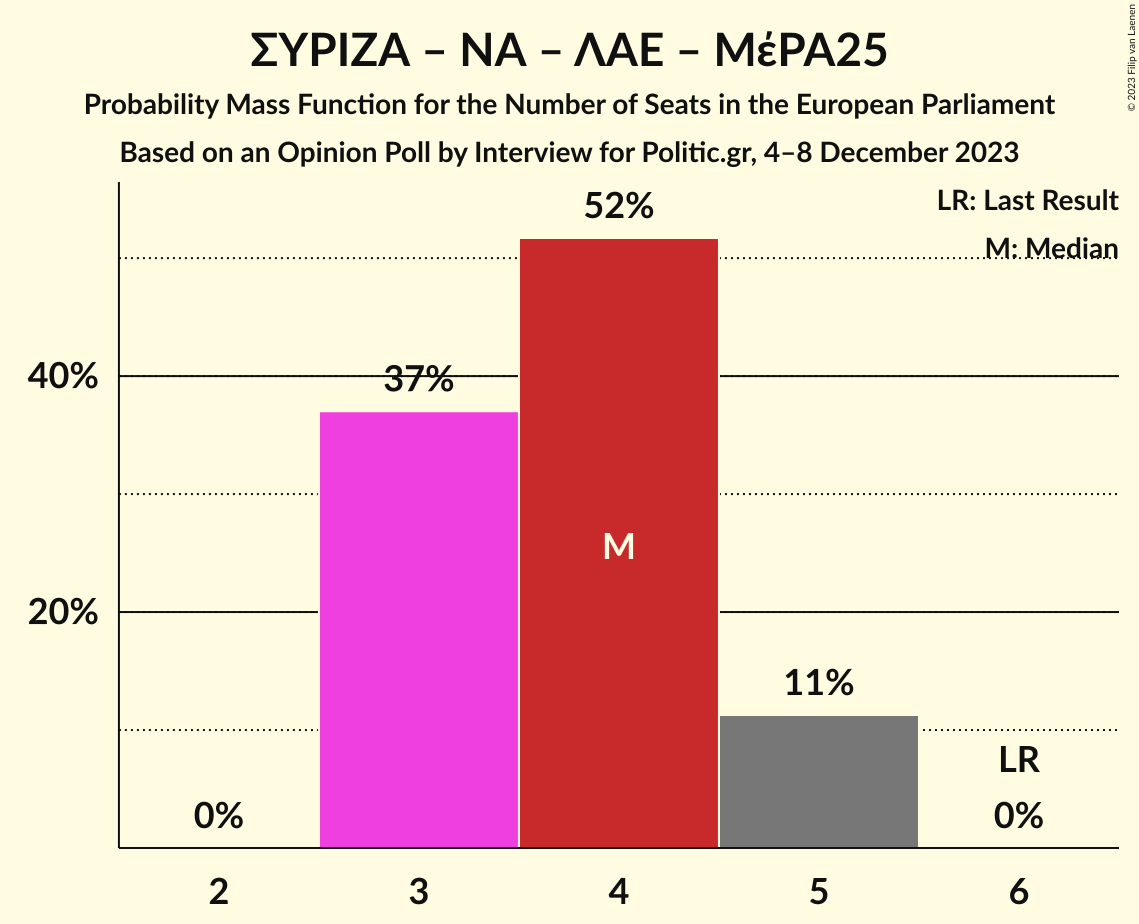 ΣΥΡΙΖΑ – ΝΑ – ΛΑΕ – ΜέΡΑ25
Probability Mass Function for the Number of Seats in the European Parliament
Based on an Opinion Poll by Interview for Politic.gr, 4–8 December 2023
© 2023 Filip van Laenen
LR: Last Result
M: Median
52%
40%
37%
M
20%
11%
LR
0%
0%
2
3
4
5
6